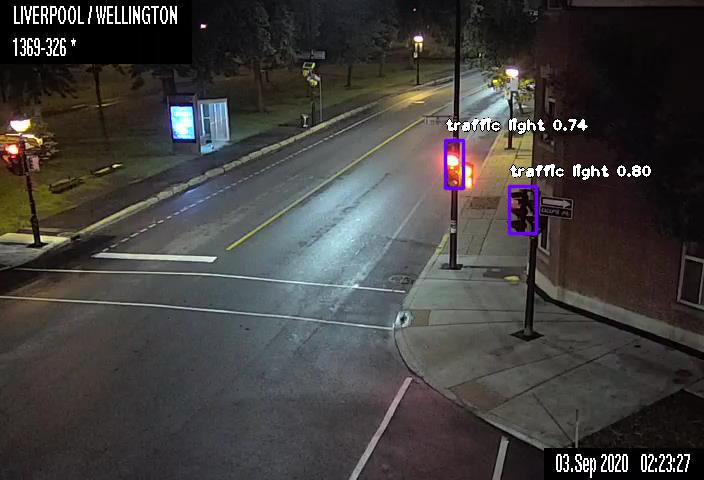 LIVERPOOL / WELLINGTON
1369-326 *
traffic light 0.74
traffic light 0.80
03.Sep 2020 02:23:27